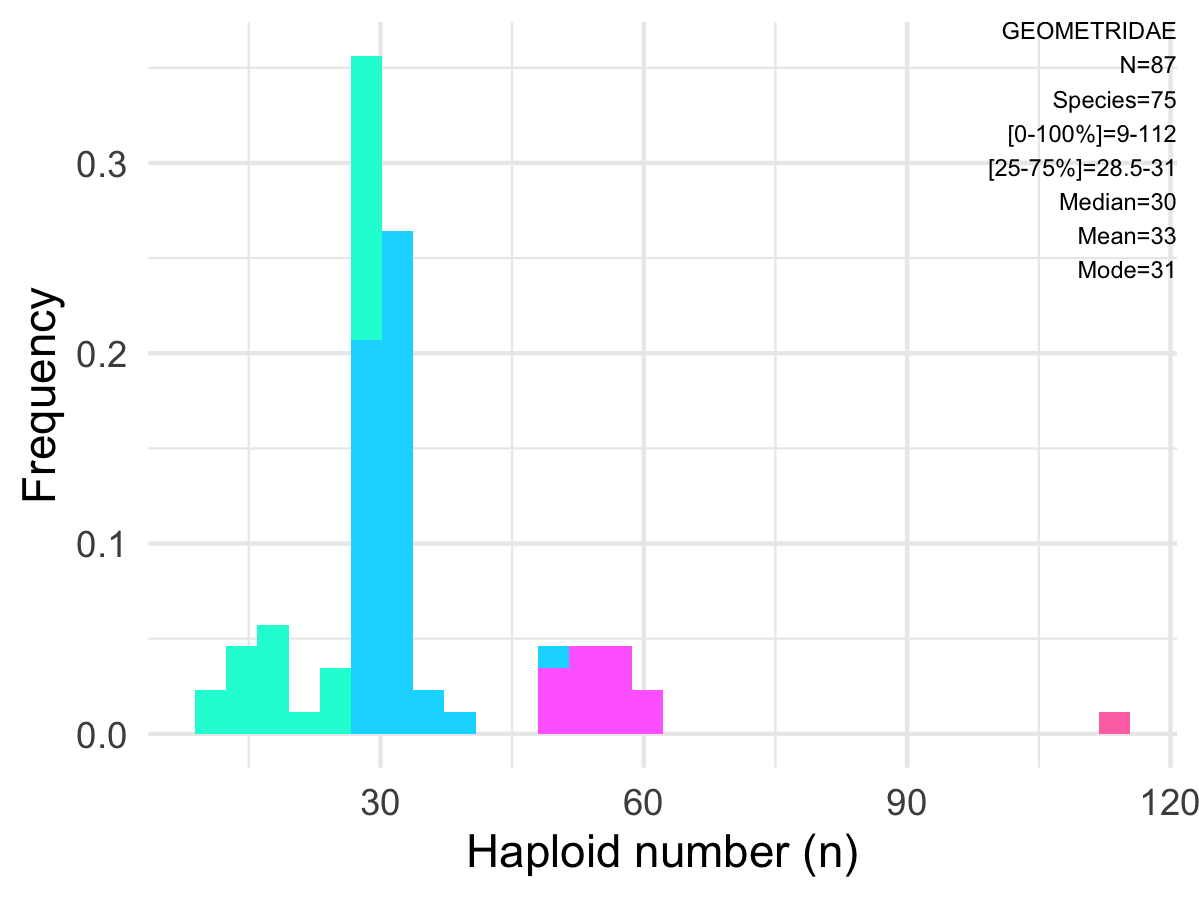 GEOMETRIDAE
N=87
Species=75
[0-100%]=9-112
[25-75%]=28.5-31
Median=30
Mean=33
Mode=31
Frequency
0.3
0.2
0.1
0.0
30 60 90 120
Haploid number (n)